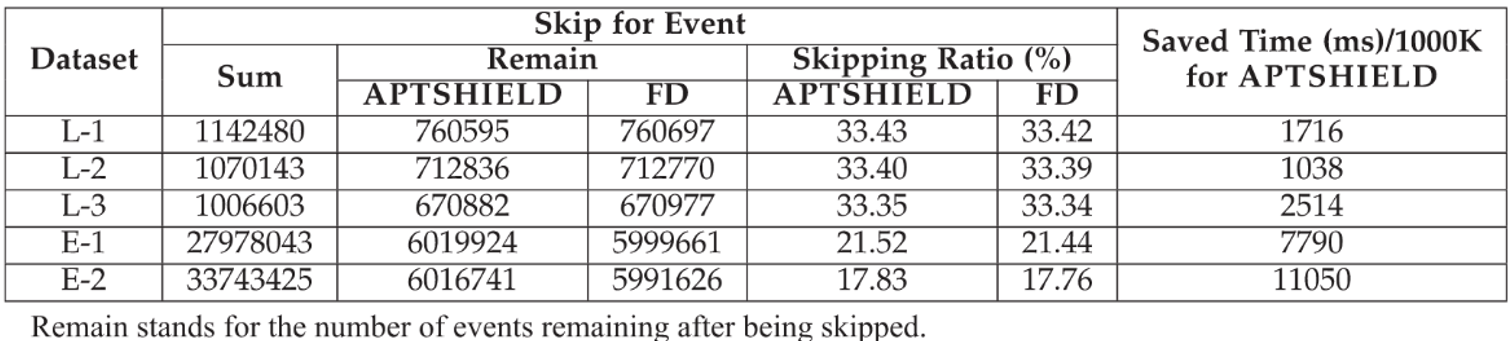 Dataset Skip for Event Saved Time (ms)/1000K for APTSHIELD
Sum Remain Skipping Ratio (%)
APTSHIELD FD APTSHIELD FD
L-1 1142480 760595 760697 33.43 33.42 1716
L-2 1070143 712836 712770 33.40 33.39 1038
L-3 1006603 670882 670977 33.35 33.34 2514
E-1 27978043 6019924 5999661 21.52 21.44 7790
E-2 33743425 6016741 5991626 17.83 17.76 11050
Remain stands for the number of events remaining after being skipped.